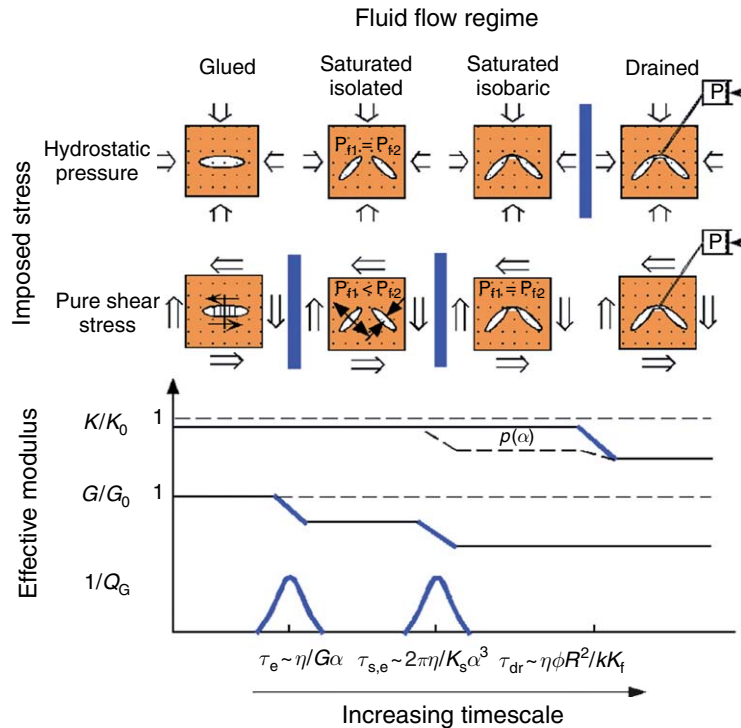 Fluid flow regime
Glued
Saturated isolated
Saturated isobaric
Drained
Imposed stress
Hydrostatic pressure
P_f1 = P_f2
P
Pure shear stress
P_f1 < P_f2
P_f1 = P_f2
P
Effective modulus
K/K_0
1
p(α)
G/G_0
1
1/Q_G
τ_e ~ η/Gα
τ_s,e ~ 2πη/K_sα^3
τ_dr ~ ηϕR^2/kK_f
Increasing timescale